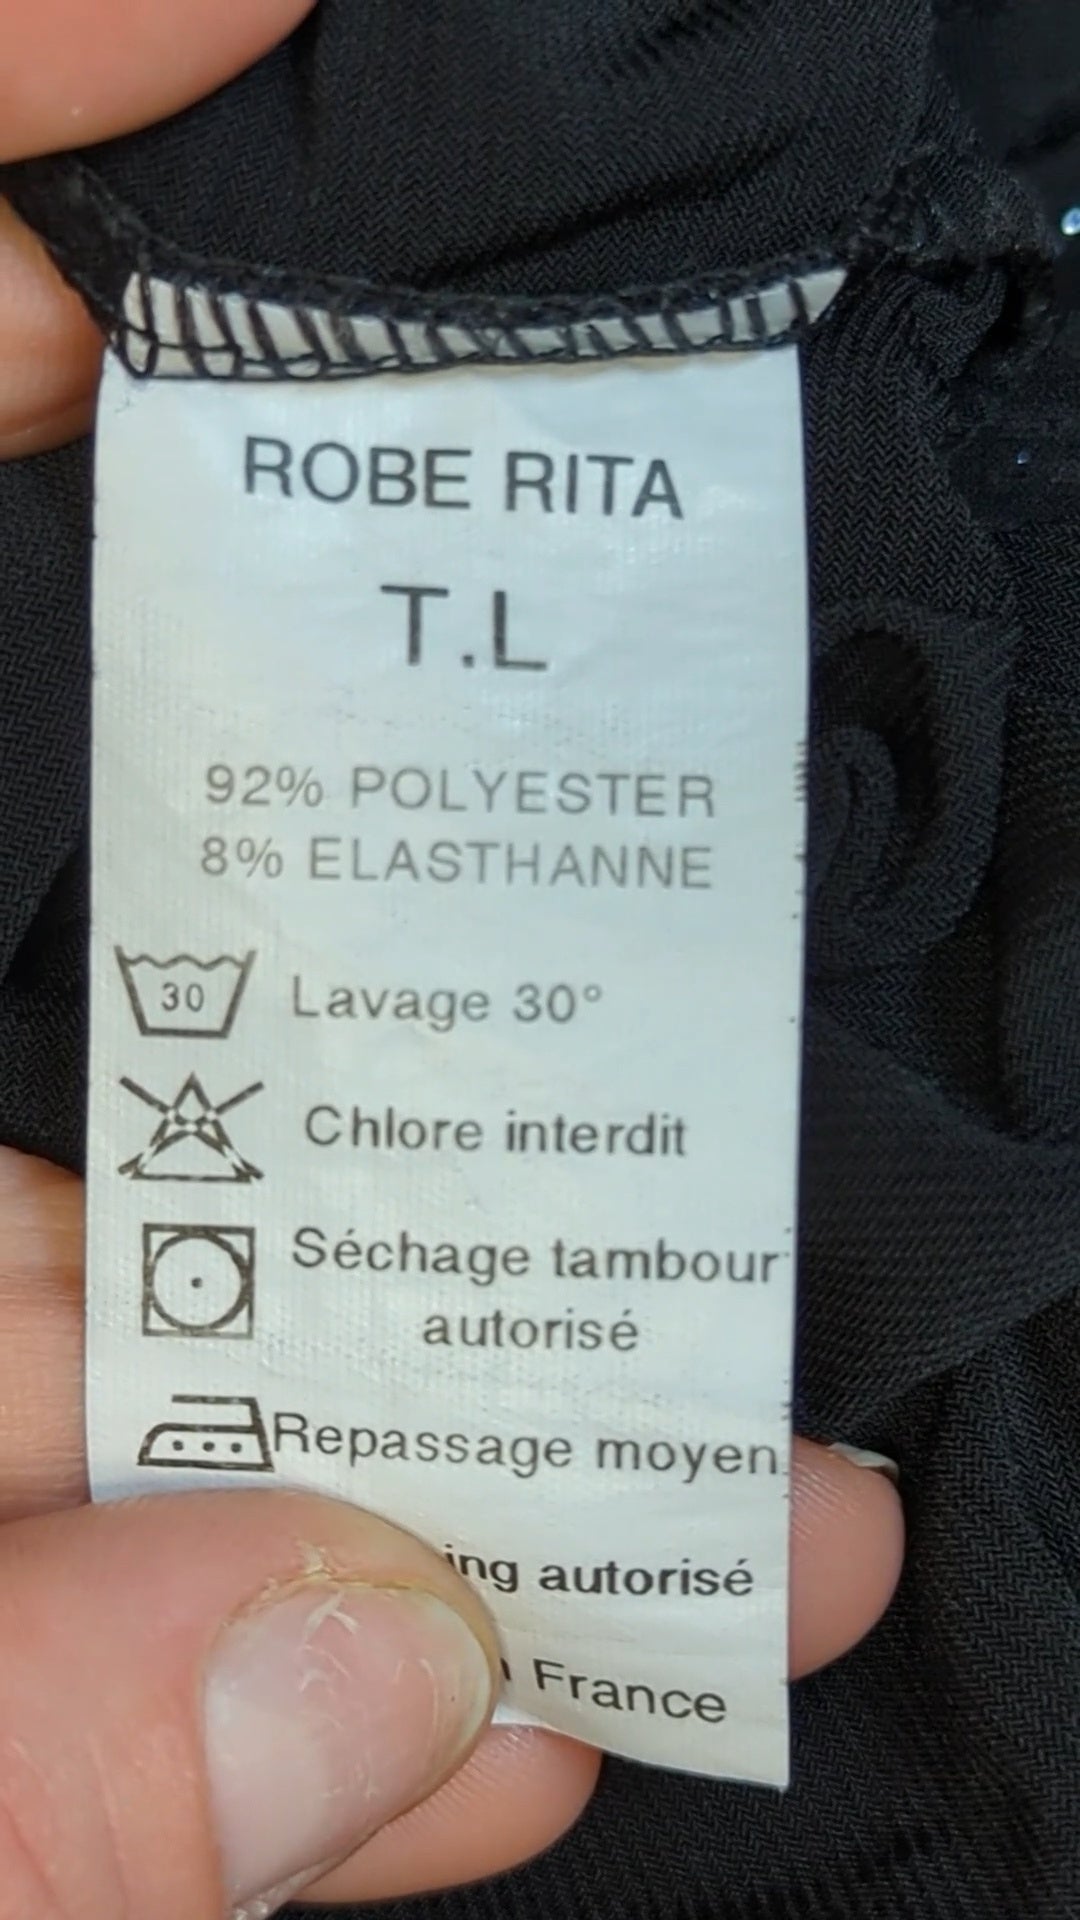 ROBE RITA
T.L
92% POLYESTER
8% ELASTHANNE
30 Lavage 30°
Chlore interdit
Séchage tambour
autorisé
Repassage moyen
autorisé
France